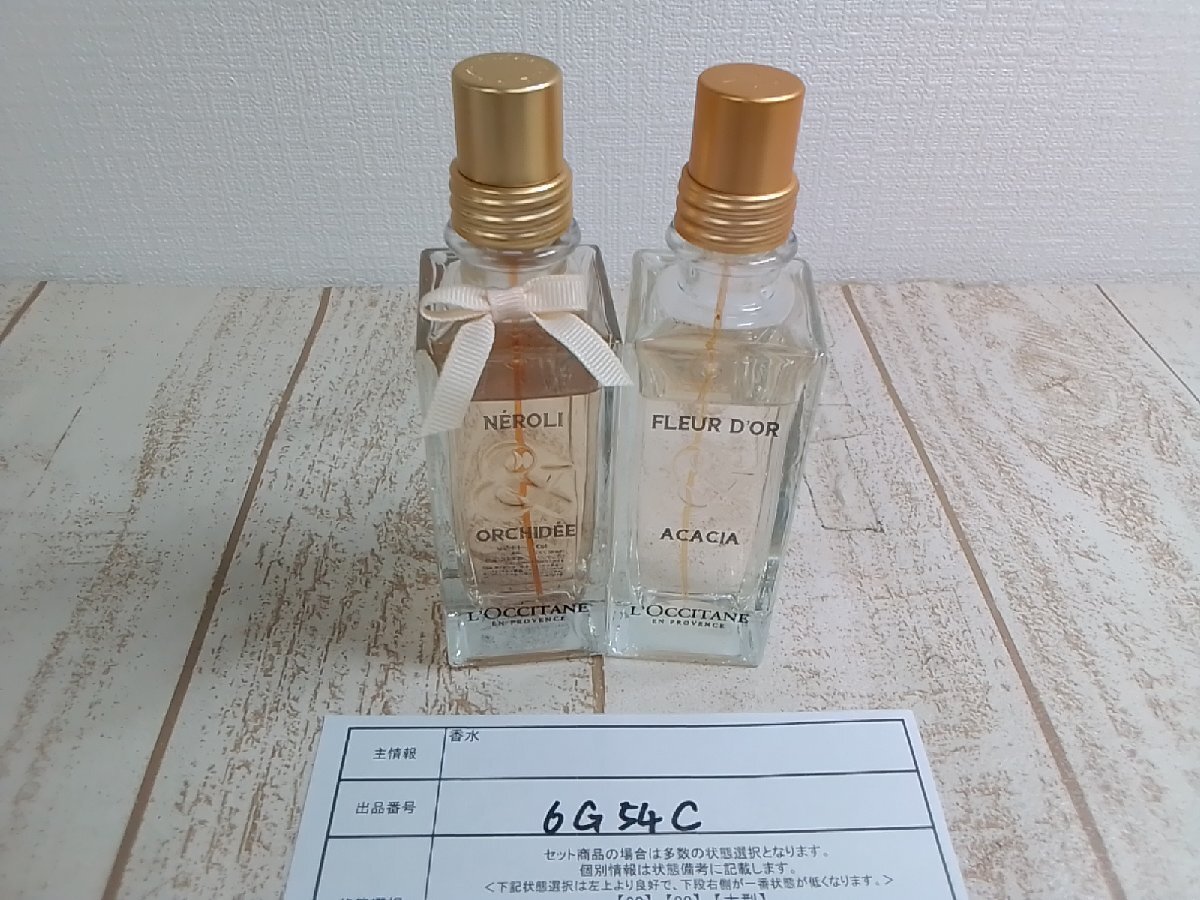 NÉROLI
&
ORCHIDÉE
L'OCCITANE
EN PROVENCE
FLEUR D'OR
&
ACACIA
L'OCCITANE
EN PROVENCE
主情報
香水
出品番号
6G54C
セット商品の場合は多数の状態選択となります。
個別情報は状態備考に記載します。
<下記状態選択は左上より良好で、下段右側が一番状態が低くなります。>